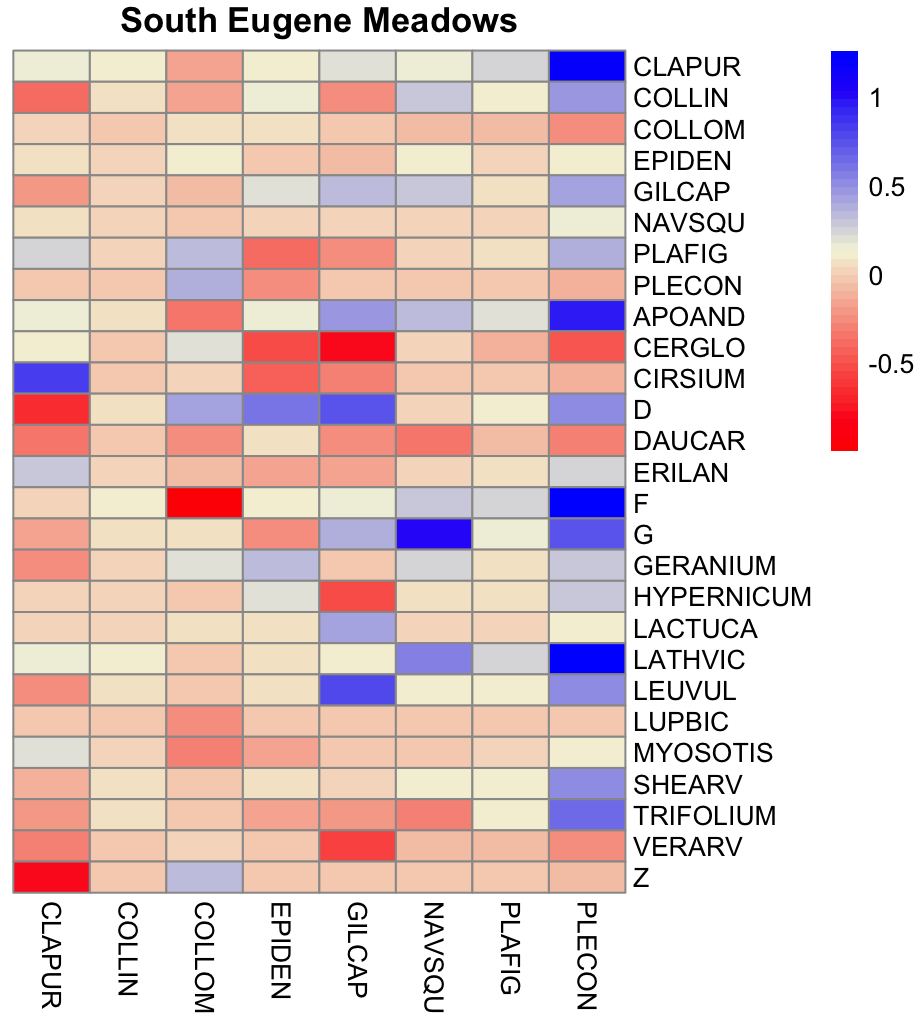 South Eugene Meadows
CLAPUR
COLLIN
COLLOM
EPIDEN
GILCAP
NAVSQU
PLAFIG
PLECON
APOAND
CERGLO
CIRSIUM
D
DAUCAR
ERILAN
F
G
GERANIUM
HYPERNICUM
LACTUCA
LATHVIC
LEUVUL
LUPBIC
MYOSOTIS
SHEARV
TRIFOLIUM
VERARV
Z
1
0.5
0
-0.5
CLAPUR
COLLIN
COLLOM
EPIDEN
GILCAP
NAVSQU
PLAFIG
PLECON